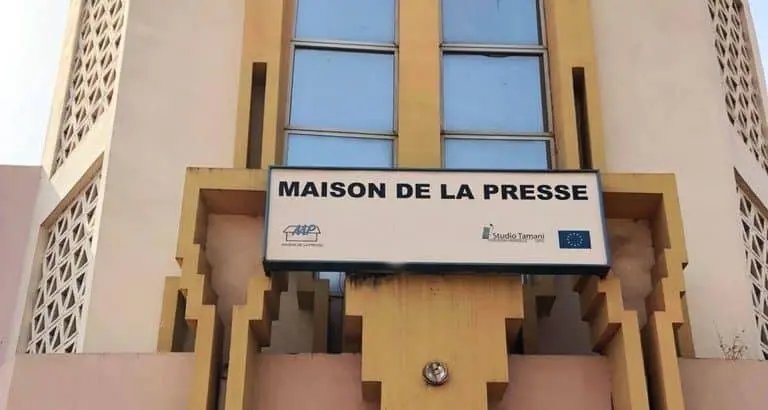 MAISON DE LA PRESSE
MAISON DE LA PRESSE
Studio Tamani